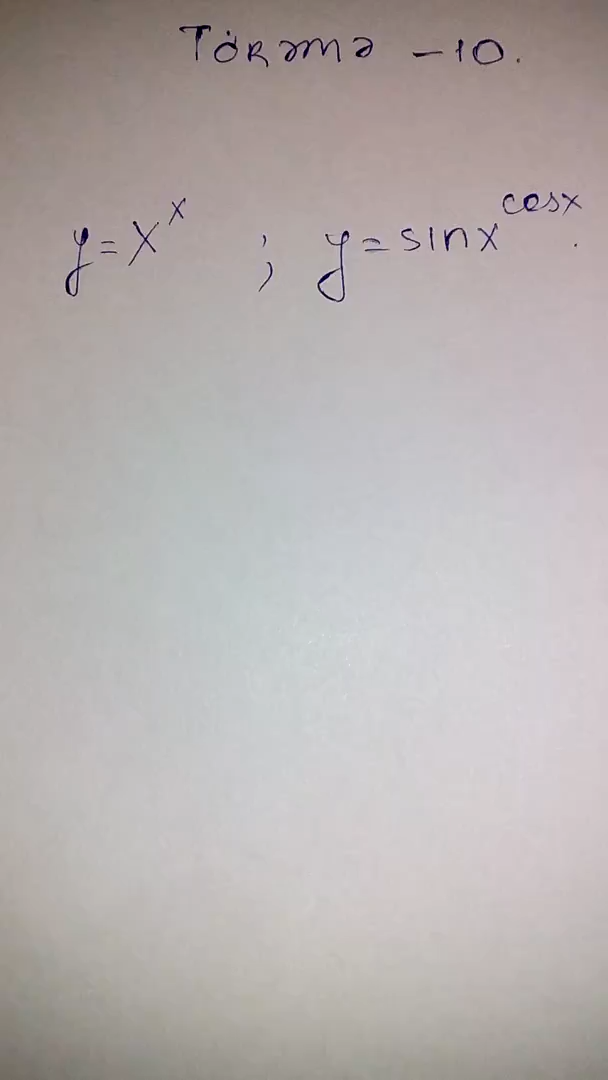 Törəmə -10.
y=x^x ; y=sinx^cosx.